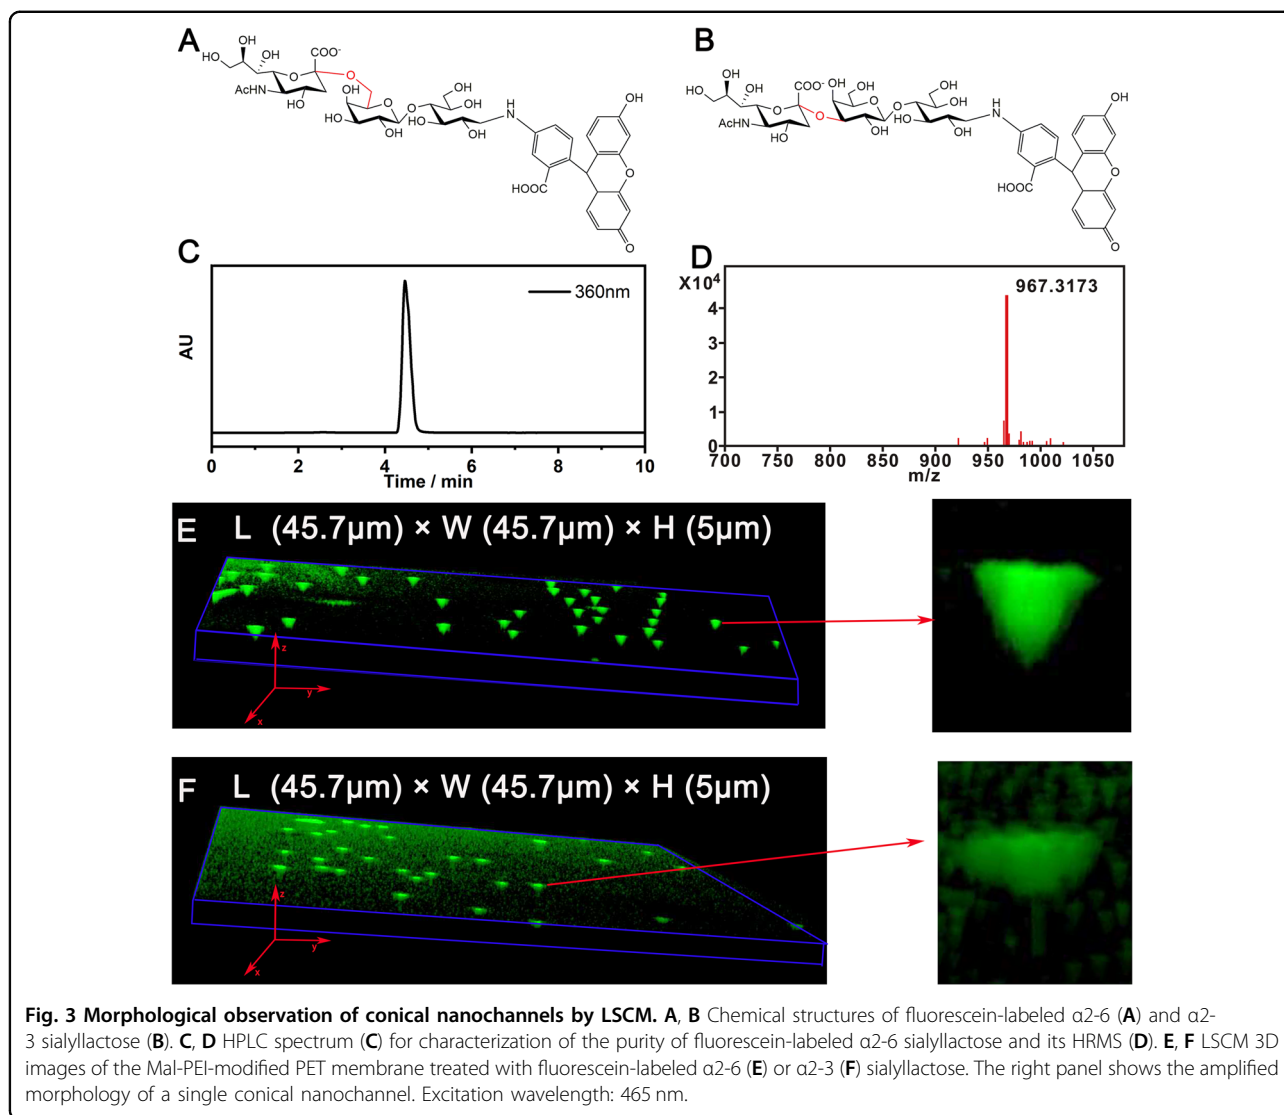 A
OH
HO
OH
COO⁻
O
O
AcHN
HO
OH
O
HO
OH
O
OH
OH
HO
OH
H
N
HOOC
OH
O
O
B
OH
HO
OH
COO⁻
O
AcHN
HO
O
OH
OH
O
OH
O
OH
OH
HO
OH
H
N
HOOC
OH
O
O
C
360nm
AU
0 2 4 6 8 10
Time / min
D
X10⁴
967.3173
4
3
2
1
0
700 750 800 850 900 950 1000 1050
m/z
E L (45.7μm) × W (45.7μm) × H (5μm)
z
y
x
F L (45.7μm) × W (45.7μm) × H (5μm)
z
y
x
Fig. 3 Morphological observation of conical nanochannels by LSCM. A, B Chemical structures of fluorescein-labeled α2-6 (A) and α2-
3 sialyllactose (B). C, D HPLC spectrum (C) for characterization of the purity of fluorescein-labeled α2-6 sialyllactose and its HRMS (D). E, F LSCM 3D
images of the Mal-PEI-modified PET membrane treated with fluorescein-labeled α2-6 (E) or α2-3 (F) sialyllactose. The right panel shows the amplified
morphology of a single conical nanochannel. Excitation wavelength: 465 nm.